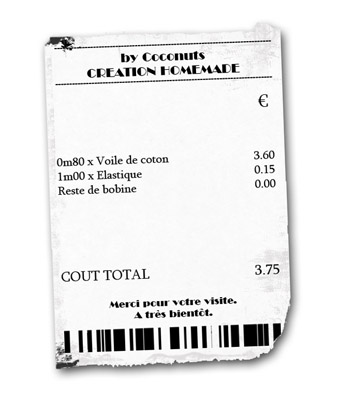 by Coconuts
CREATION HOMEMADE
€
0m80 x Voile de coton 3.60
1m00 x Elastique 0.15
Reste de bobine 0.00
COUT TOTAL 3.75
Merci pour votre visite.
A très bientôt.